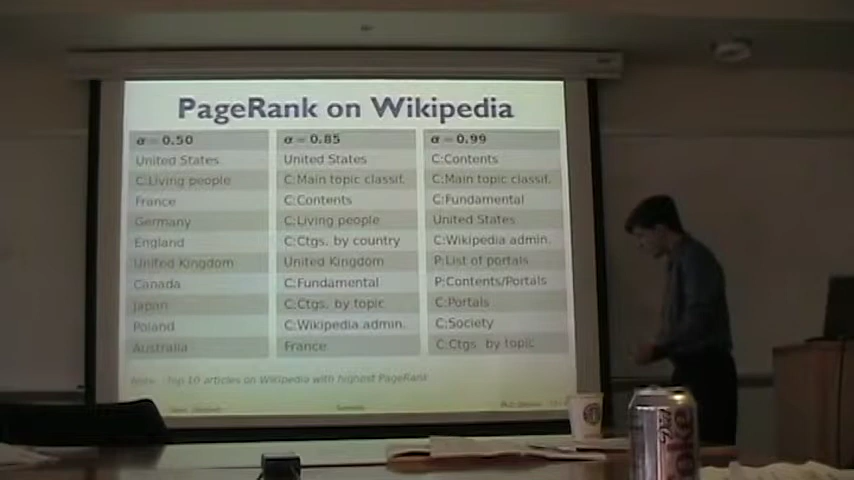 PageRank on Wikipedia
α = 0.50 α = 0.85 α = 0.99
United States United States C:Contents
C:Living people C:Main topic classif. C:Main topic classif.
France C:Contents C:Fundamental
Germany C:Living people United States
England C:Ctgs. by country C:Wikipedia admin.
United Kingdom United Kingdom P:List of portals
Canada C:Fundamental P:Contents/Portals
Japan C:Ctgs. by topic C:Portals
Poland C:Wikipedia admin. C:Society
Australia France C:Ctgs. by topic
Note: Top 10 articles on Wikipedia with highest PageRank